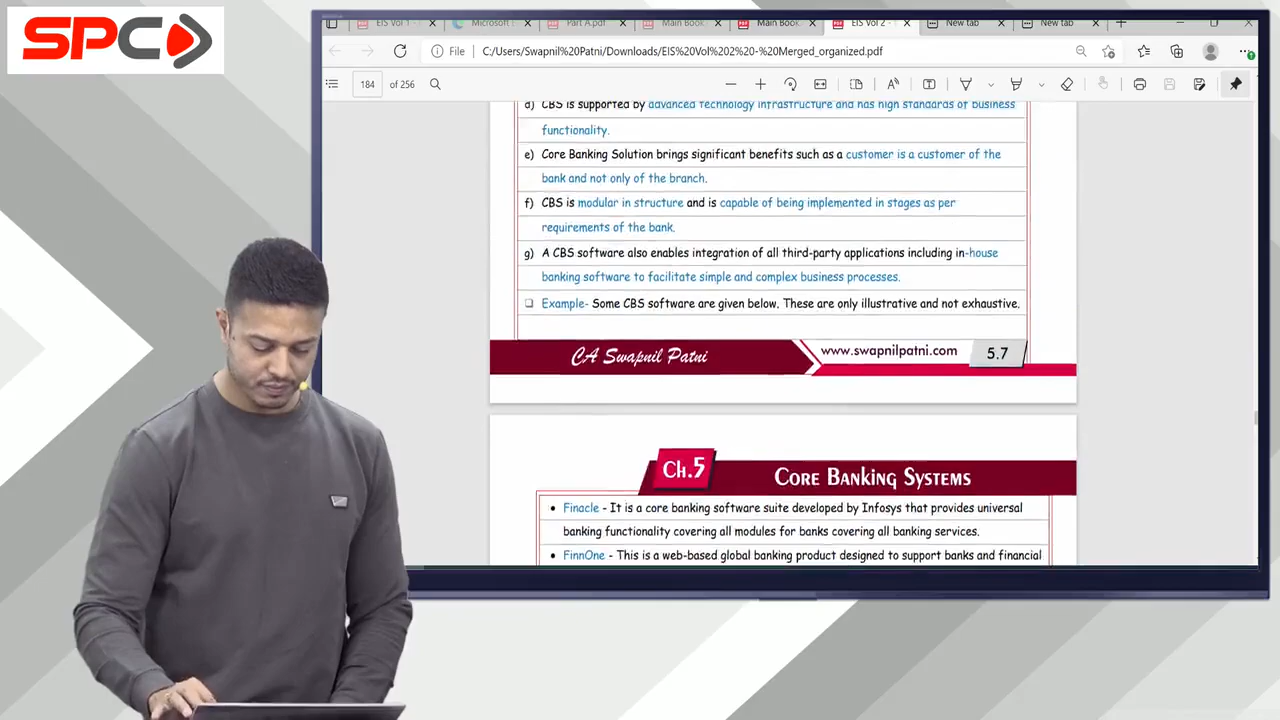 SPC
EIS Vol 1 -
Microsoft
Part A.pdf
Main Book
Main Book
EIS Vol 2 -
New tab
New tab
File
C:/Users/Swapnil%20Patni/Downloads/EIS%20Vol%202%20-%20Merged_organized.pdf
184
of 256
d) CBS is supported by advanced technology infrastructure and has high standards of business
functionality.
e) Core Banking Solution brings significant benefits such as a customer is a customer of the
bank and not only of the branch.
f) CBS is modular in structure and is capable of being implemented in stages as per
requirements of the bank.
g) A CBS software also enables integration of all third-party applications including in-house
banking software to facilitate simple and complex business processes.
❑ Example- Some CBS software are given below. These are only illustrative and not exhaustive.
CA Swapnil Patni
www.swapnilpatni.com
5.7
Ch.5
Core Banking Systems
• Finacle - It is a core banking software suite developed by Infosys that provides universal
banking functionality covering all modules for banks covering all banking services.
• FinnOne - This is a web-based global banking product designed to support banks and financial